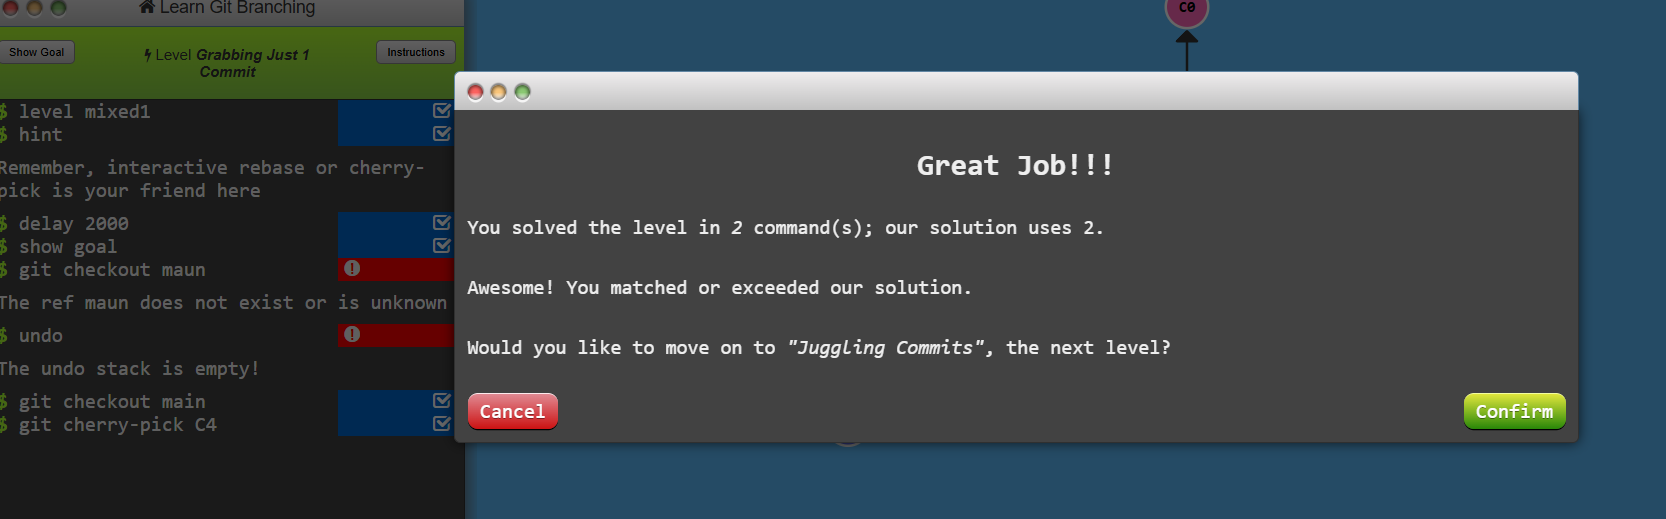 Learn Git Branching
C0
Show Goal
Level Grabbing Just 1
Commit
Instructions
$ level mixed1
$ hint
Remember, interactive rebase or cherry-
pick is your friend here
$ delay 2000
$ show goal
$ git checkout maun
The ref maun does not exist or is unknown
$ undo
The undo stack is empty!
$ git checkout main
$ git cherry-pick C4
Great Job!!!
You solved the level in 2 command(s); our solution uses 2.
Awesome! You matched or exceeded our solution.
Would you like to move on to "Juggling Commits", the next level?
Cancel
Confirm